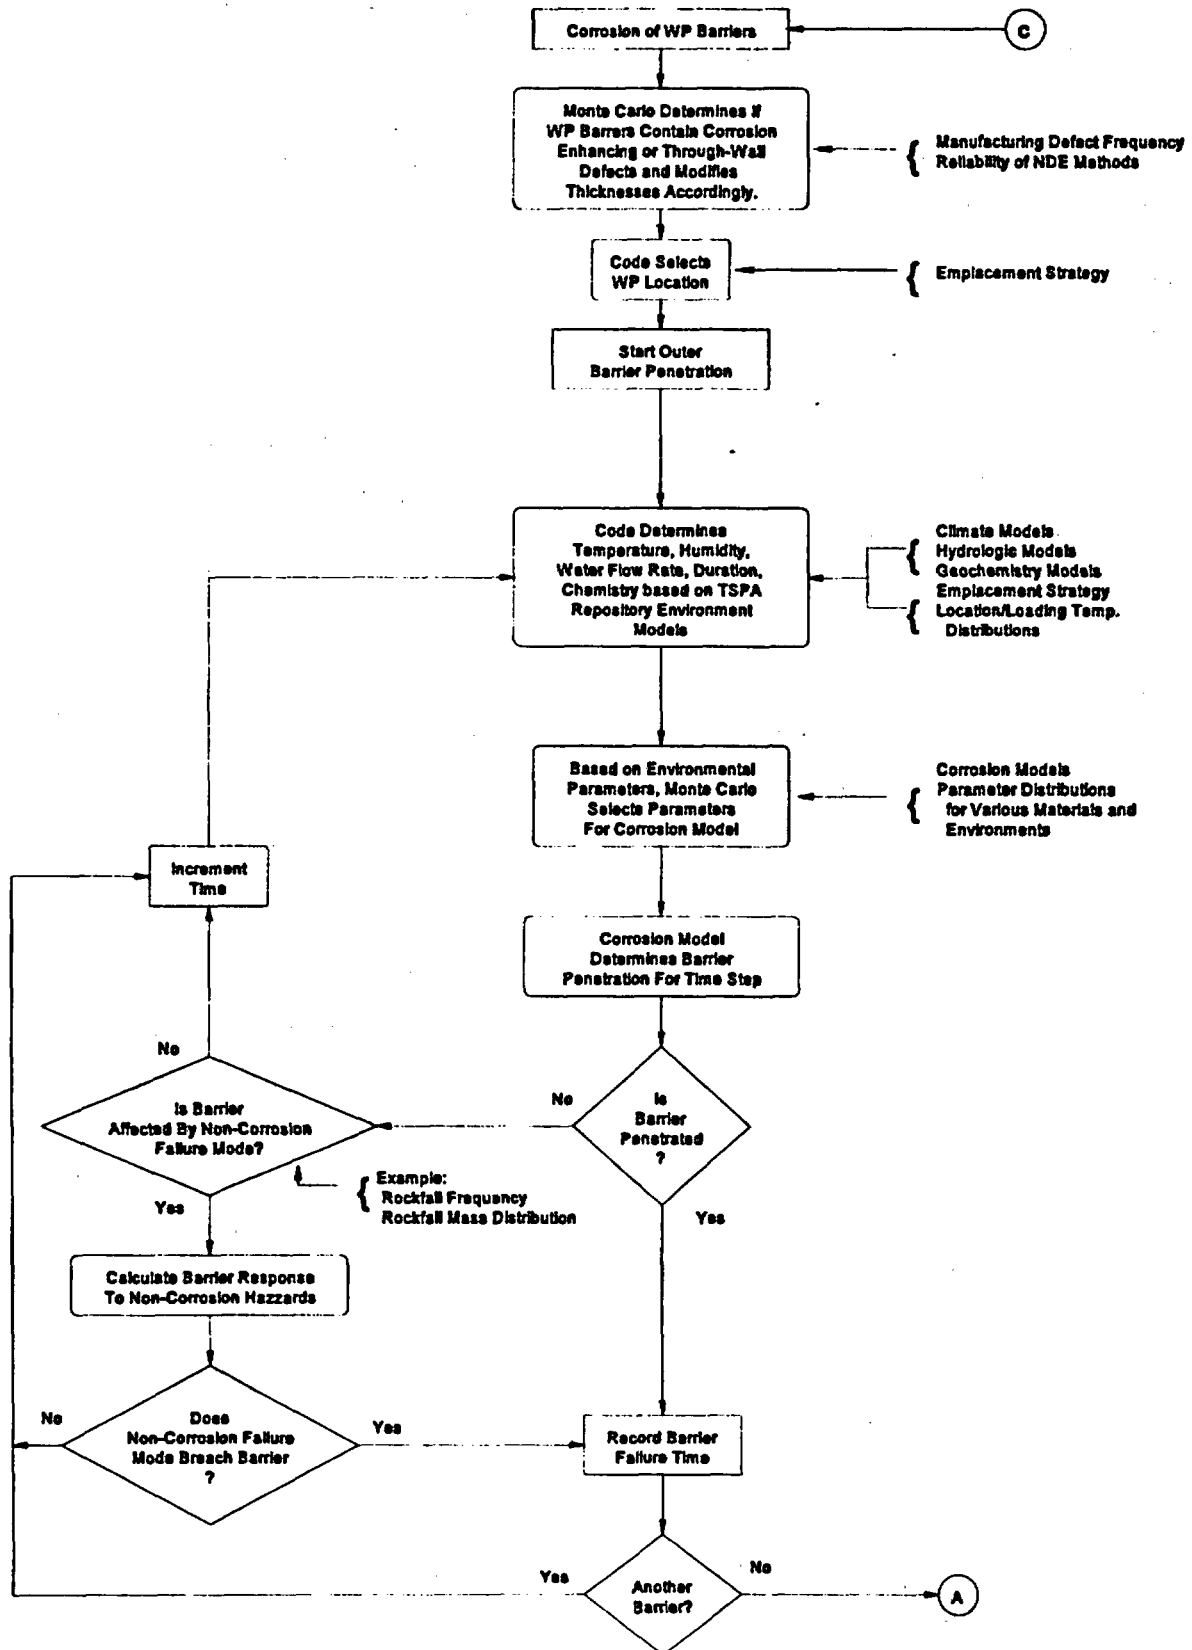 Corrosion of WP Barriers
C
Monte Carlo Determines If
WP Barrers Contain Corrosion
Enhancing or Through-Wall
Defects and Modifies
Thicknesses Accordingly.
{ Manufacturing Defect Frequency
Reliability of NDE Methods
Code Selects
WP Location
{ Emplacement Strategy
Start Outer
Barrier Penetration
Code Determines
Temperature, Humidity,
Water Flow Rate, Duration,
Chemistry based on TSPA
Repository Environment
Models
Climate Models
{ Hydrologic Models
Geochemistry Models
Emplacement Strategy
{ Location/Loading Temp.
Distributions
Based on Environmental
Parameters, Monte Carlo
Selects Parameters
For Corrosion Model
Corrosion Models
{ Parameter Distributions
for Various Materials and
Environments
Increment
Time
Corrosion Model
Determines Barrier
Penetration For Time Step
No
Is Barrier
Affected By Non-Corrosion
Failure Mode?
No
Is
Barrier
Penetrated
?
{ Example:
Rockfall Frequency
Rockfall Mass Distribution
Yes
Yes
Calculate Barrier Response
To Non-Corrosion Hazzards
No
Does
Non-Corrosion Failure
Mode Breach Barrier
?
Yes
Record Barrier
Failure Time
Yes
Another
Barrier?
No
A